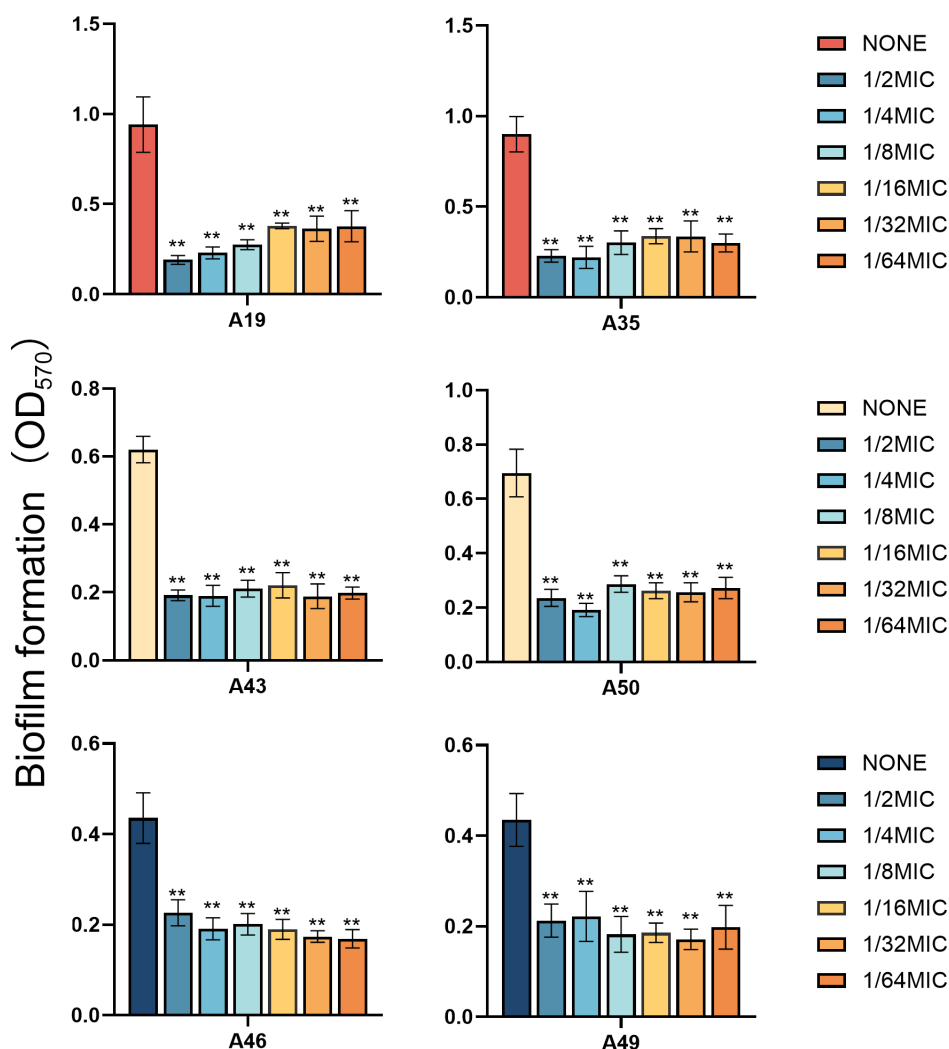 Biofilm formation (OD570)
1.5
1.0
0.5
0.0
** ** ** ** ** **
A19
1.5
1.0
0.5
0.0
** ** ** ** ** **
A35
NONE
1/2MIC
1/4MIC
1/8MIC
1/16MIC
1/32MIC
1/64MIC
0.8
0.6
0.4
0.2
0.0
** ** ** ** ** **
A43
1.0
0.8
0.6
0.4
0.2
0.0
** ** ** ** ** **
A50
NONE
1/2MIC
1/4MIC
1/8MIC
1/16MIC
1/32MIC
1/64MIC
0.6
0.4
0.2
0.0
** ** ** ** ** **
A46
0.6
0.4
0.2
0.0
** ** ** ** ** **
A49
NONE
1/2MIC
1/4MIC
1/8MIC
1/16MIC
1/32MIC
1/64MIC